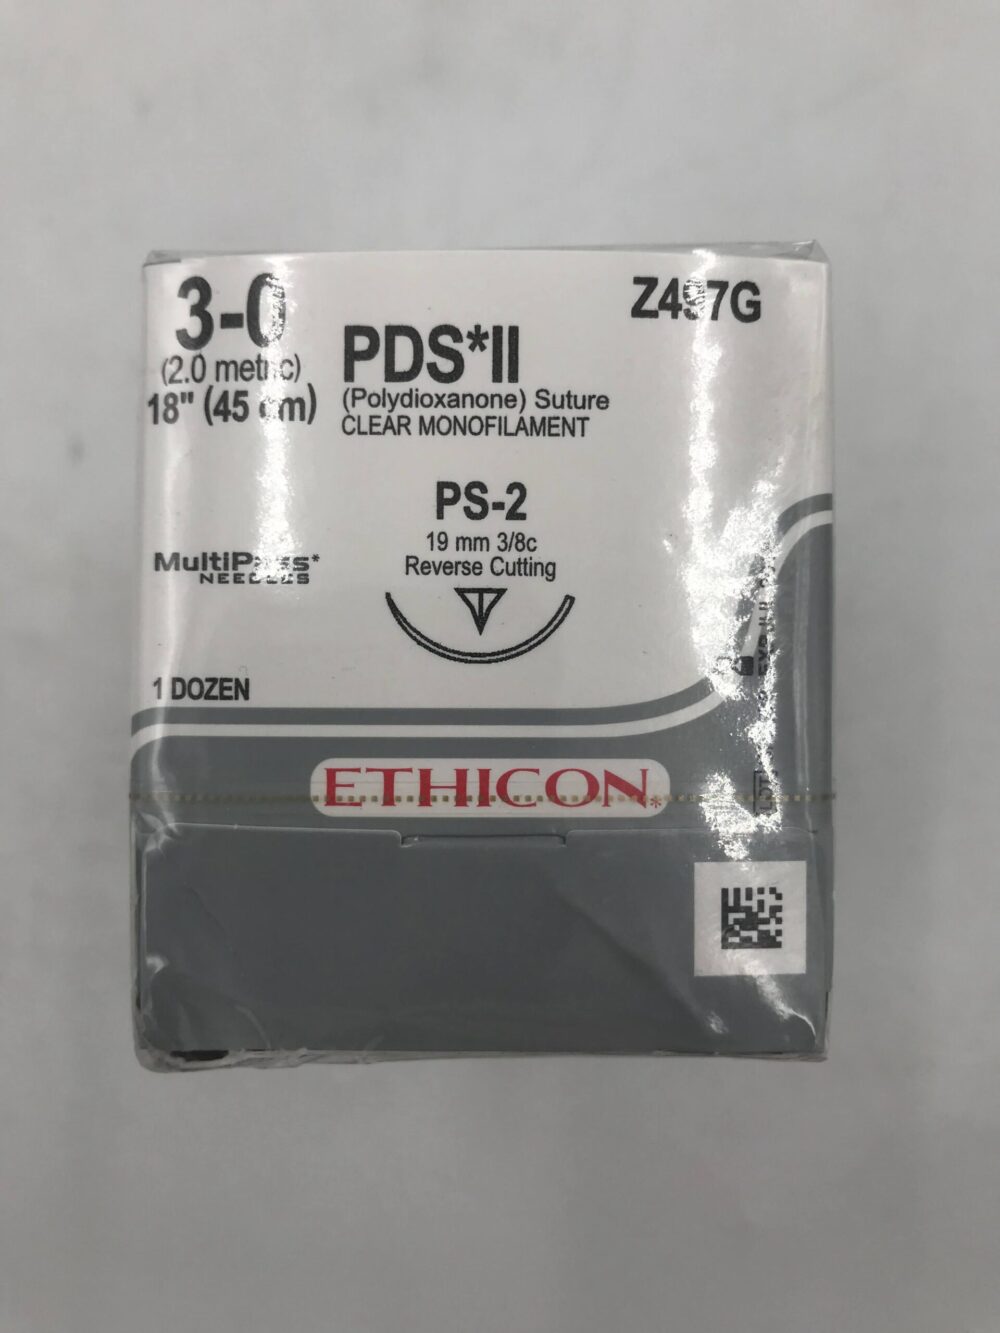 3-0
(2.0 metric)
18" (45 cm)
PDS*II
(Polydioxanone) Suture
CLEAR MONOFILAMENT
Z497G
PS-2
19 mm 3/8c
Reverse Cutting
MultiPass*
NEEDLES
1 DOZEN
ETHICON*
LOT